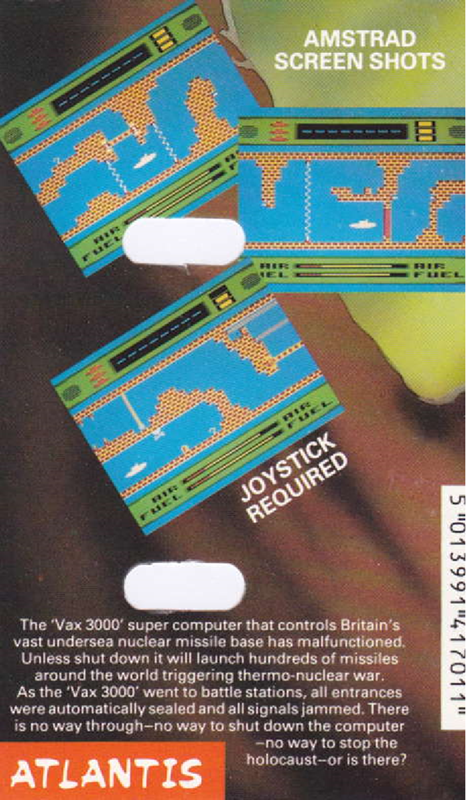 AMSTRAD
SCREEN SHOTS
AIR
FUEL
AIR
FUEL
AIR
FUEL
AIR
FUEL
AIR
FUEL
JOYSTICK
REQUIRED
5 "013991"417011"
The 'Vax 3000' super computer that controls Britain's
vast undersea nuclear missile base has malfunctioned.
Unless shut down it will launch hundreds of missiles
around the world triggering thermo-nuclear war.
As the 'Vax 3000' went to battle stations, all entrances
were automatically sealed and all signals jammed. There
is no way through—no way to shut down the computer
—no way to stop the
holocaust—or is there?
ATLANTIS